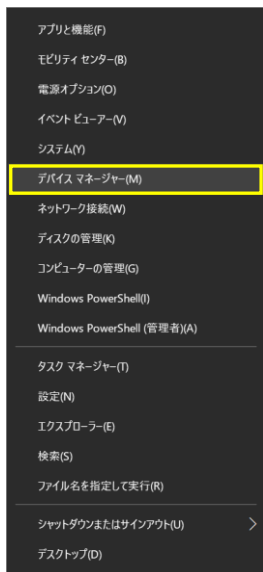 アプリと機能(F)
モビリティ センター(B)
電源オプション(O)
イベント ビューアー(V)
システム(Y)
デバイス マネージャー(M)
ネットワーク接続(W)
ディスクの管理(K)
コンピューターの管理(G)
Windows PowerShell(I)
Windows PowerShell (管理者)(A)
タスク マネージャー(T)
設定(N)
エクスプローラー(E)
検索(S)
ファイル名を指定して実行(R)
シャットダウンまたはサインアウト(U)
デスクトップ(D)